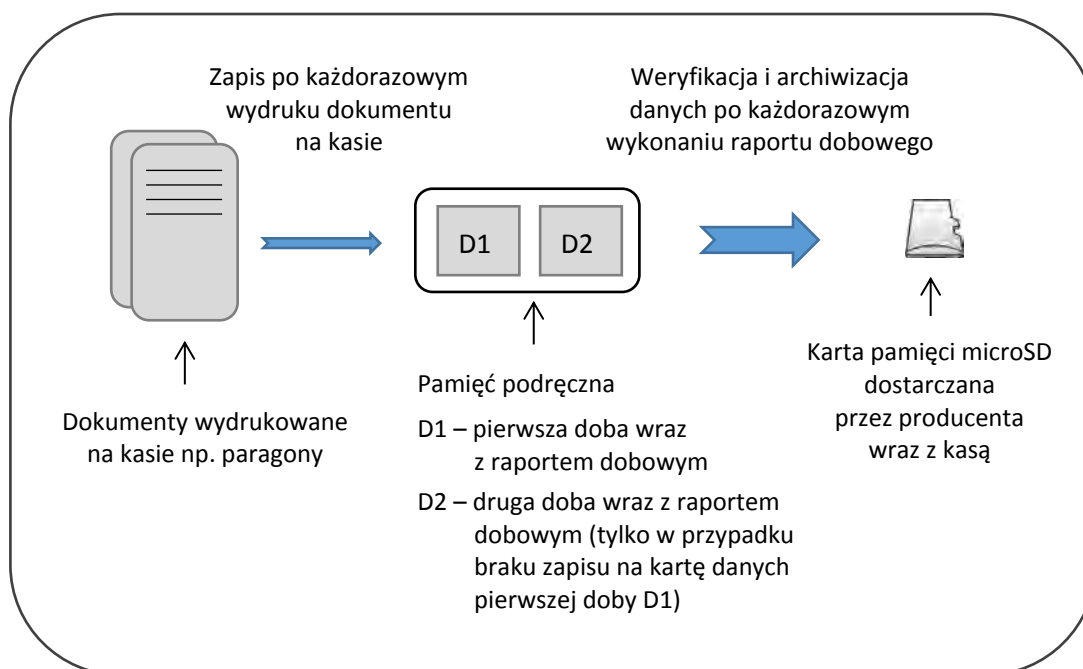 Zapis po każdorazowym
wydruku dokumentu
na kasie
Weryfikacja i archiwizacja
danych po każdorazowym
wykonaniu raportu dobowego
D1
D2
Dokumenty wydrukowane
na kasie np. paragony
Pamięć podręczna
D1 – pierwsza doba wraz
z raportem dobowym
D2 – druga doba wraz z raportem
dobowym (tylko w przypadku
braku zapisu na kartę danych
pierwszej doby D1)
Karta pamięci microSD
dostarczana
przez producenta
wraz z kasą